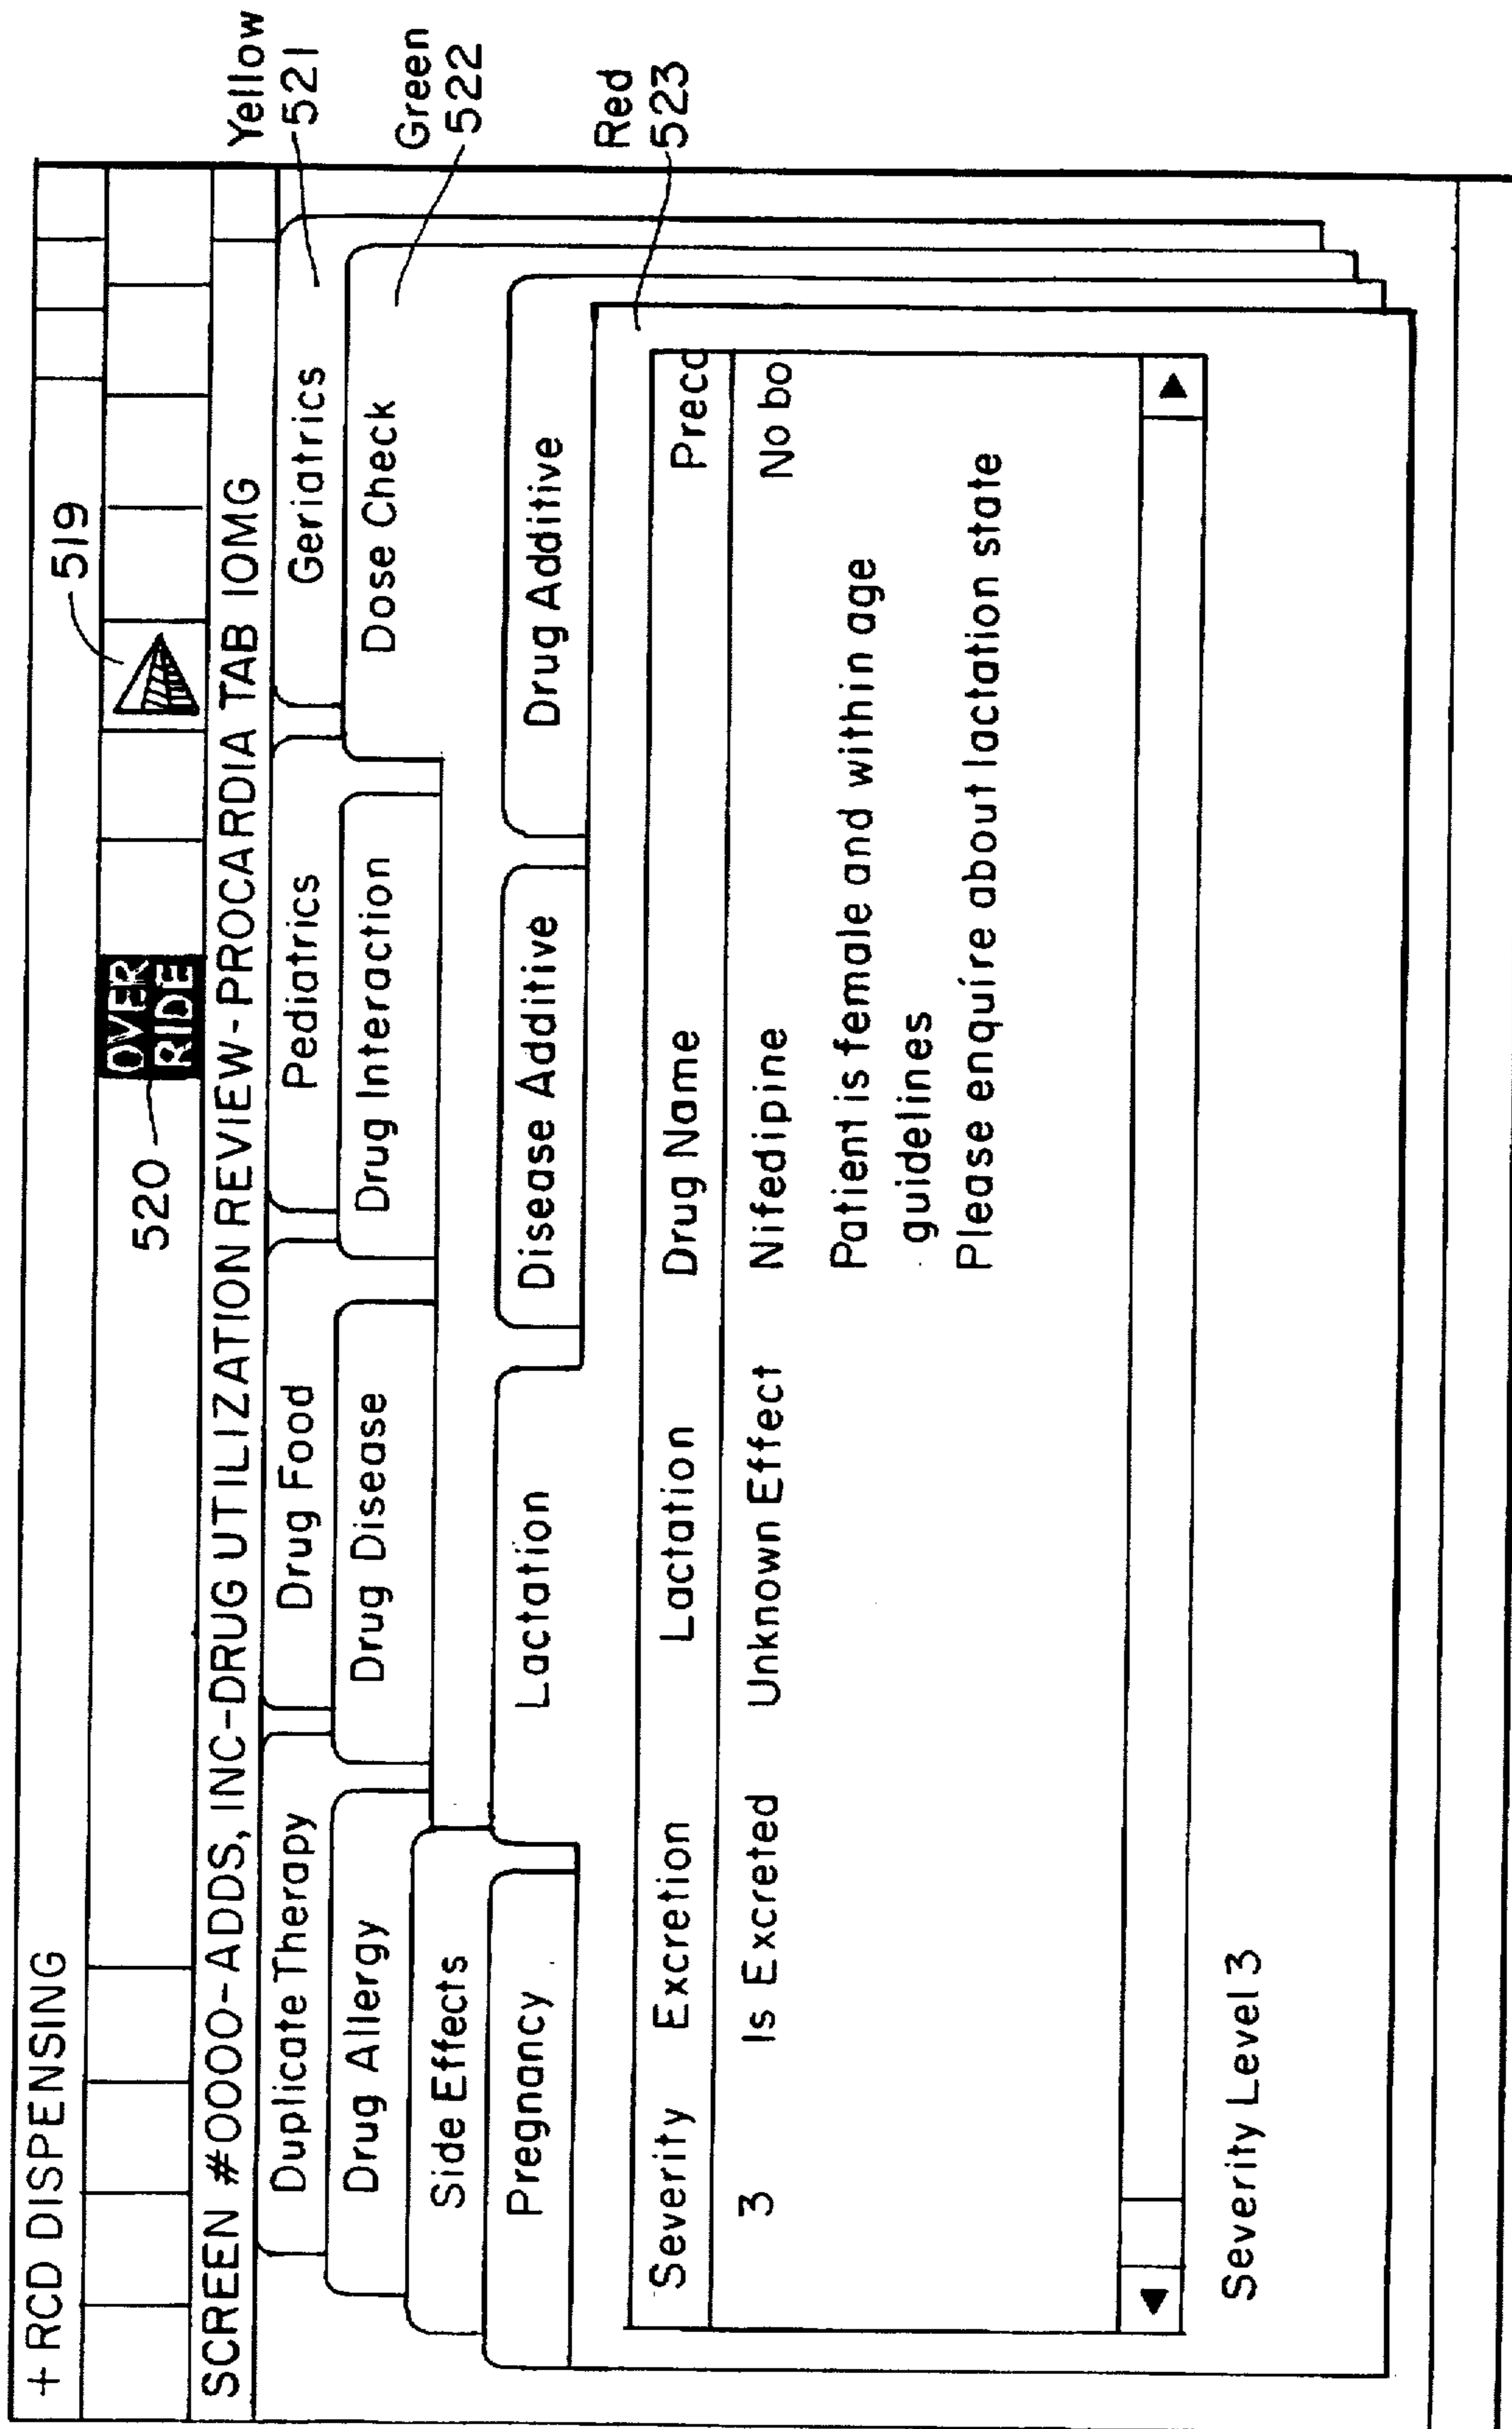 + RCD DISPENSING
519
520
OVER
RIDE
SCREEN #0000-ADDS, INC-DRUG UTILIZATION REVIEW-PROCARDIA TAB 10MG
Duplicate Therapy Drug Food Pediatrics Geriatrics
Yellow
521
Drug Allergy Drug Disease Drug Interaction Dose Check
Green
522
Side Effects
Pregnancy Lactation Disease Additive Drug Additive
Red
523
Severity Excretion Lactation Drug Name Preco
3 Is Excreted Unknown Effect Nifedipine No bo
Patient is female and within age
guidelines
Please enquire about lactation state
Severity Level 3